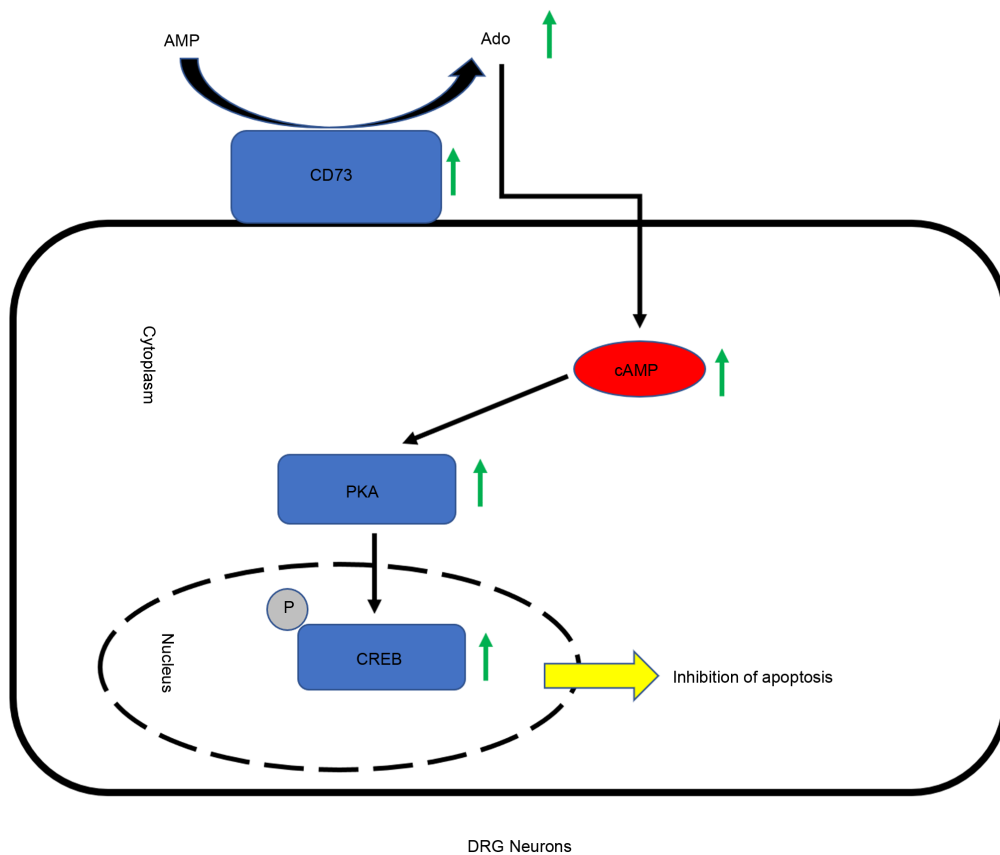 AMP
Ado
CD73
Cytoplasm
cAMP
PKA
P
CREB
Nucleus
Inhibition of apoptosis
DRG Neurons